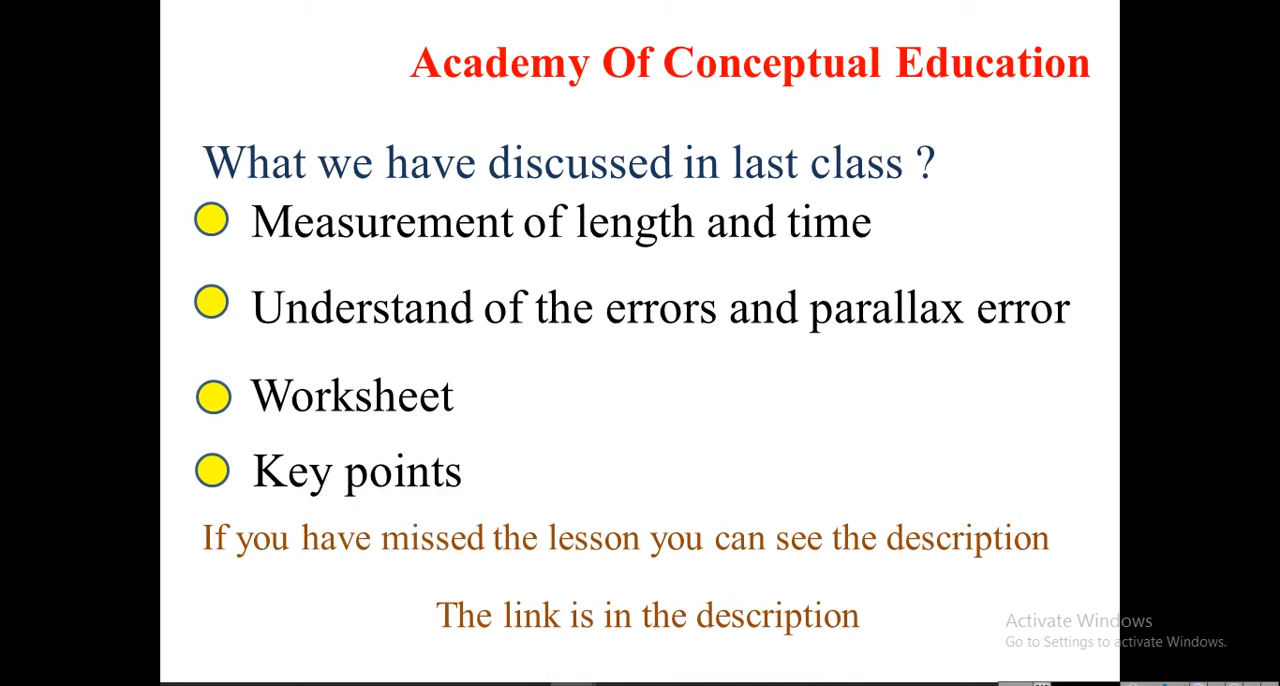 Academy Of Conceptual Education
What we have discussed in last class ?
Measurement of length and time
Understand of the errors and parallax error
Worksheet
Key points
If you have missed the lesson you can see the description
The link is in the description
Activate Windows
Go to Settings to activate Windows.